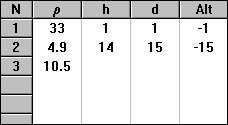 N ρ h d Alt
1 33 1 1 -1
2 4.9 14 15 -15
3 10.5